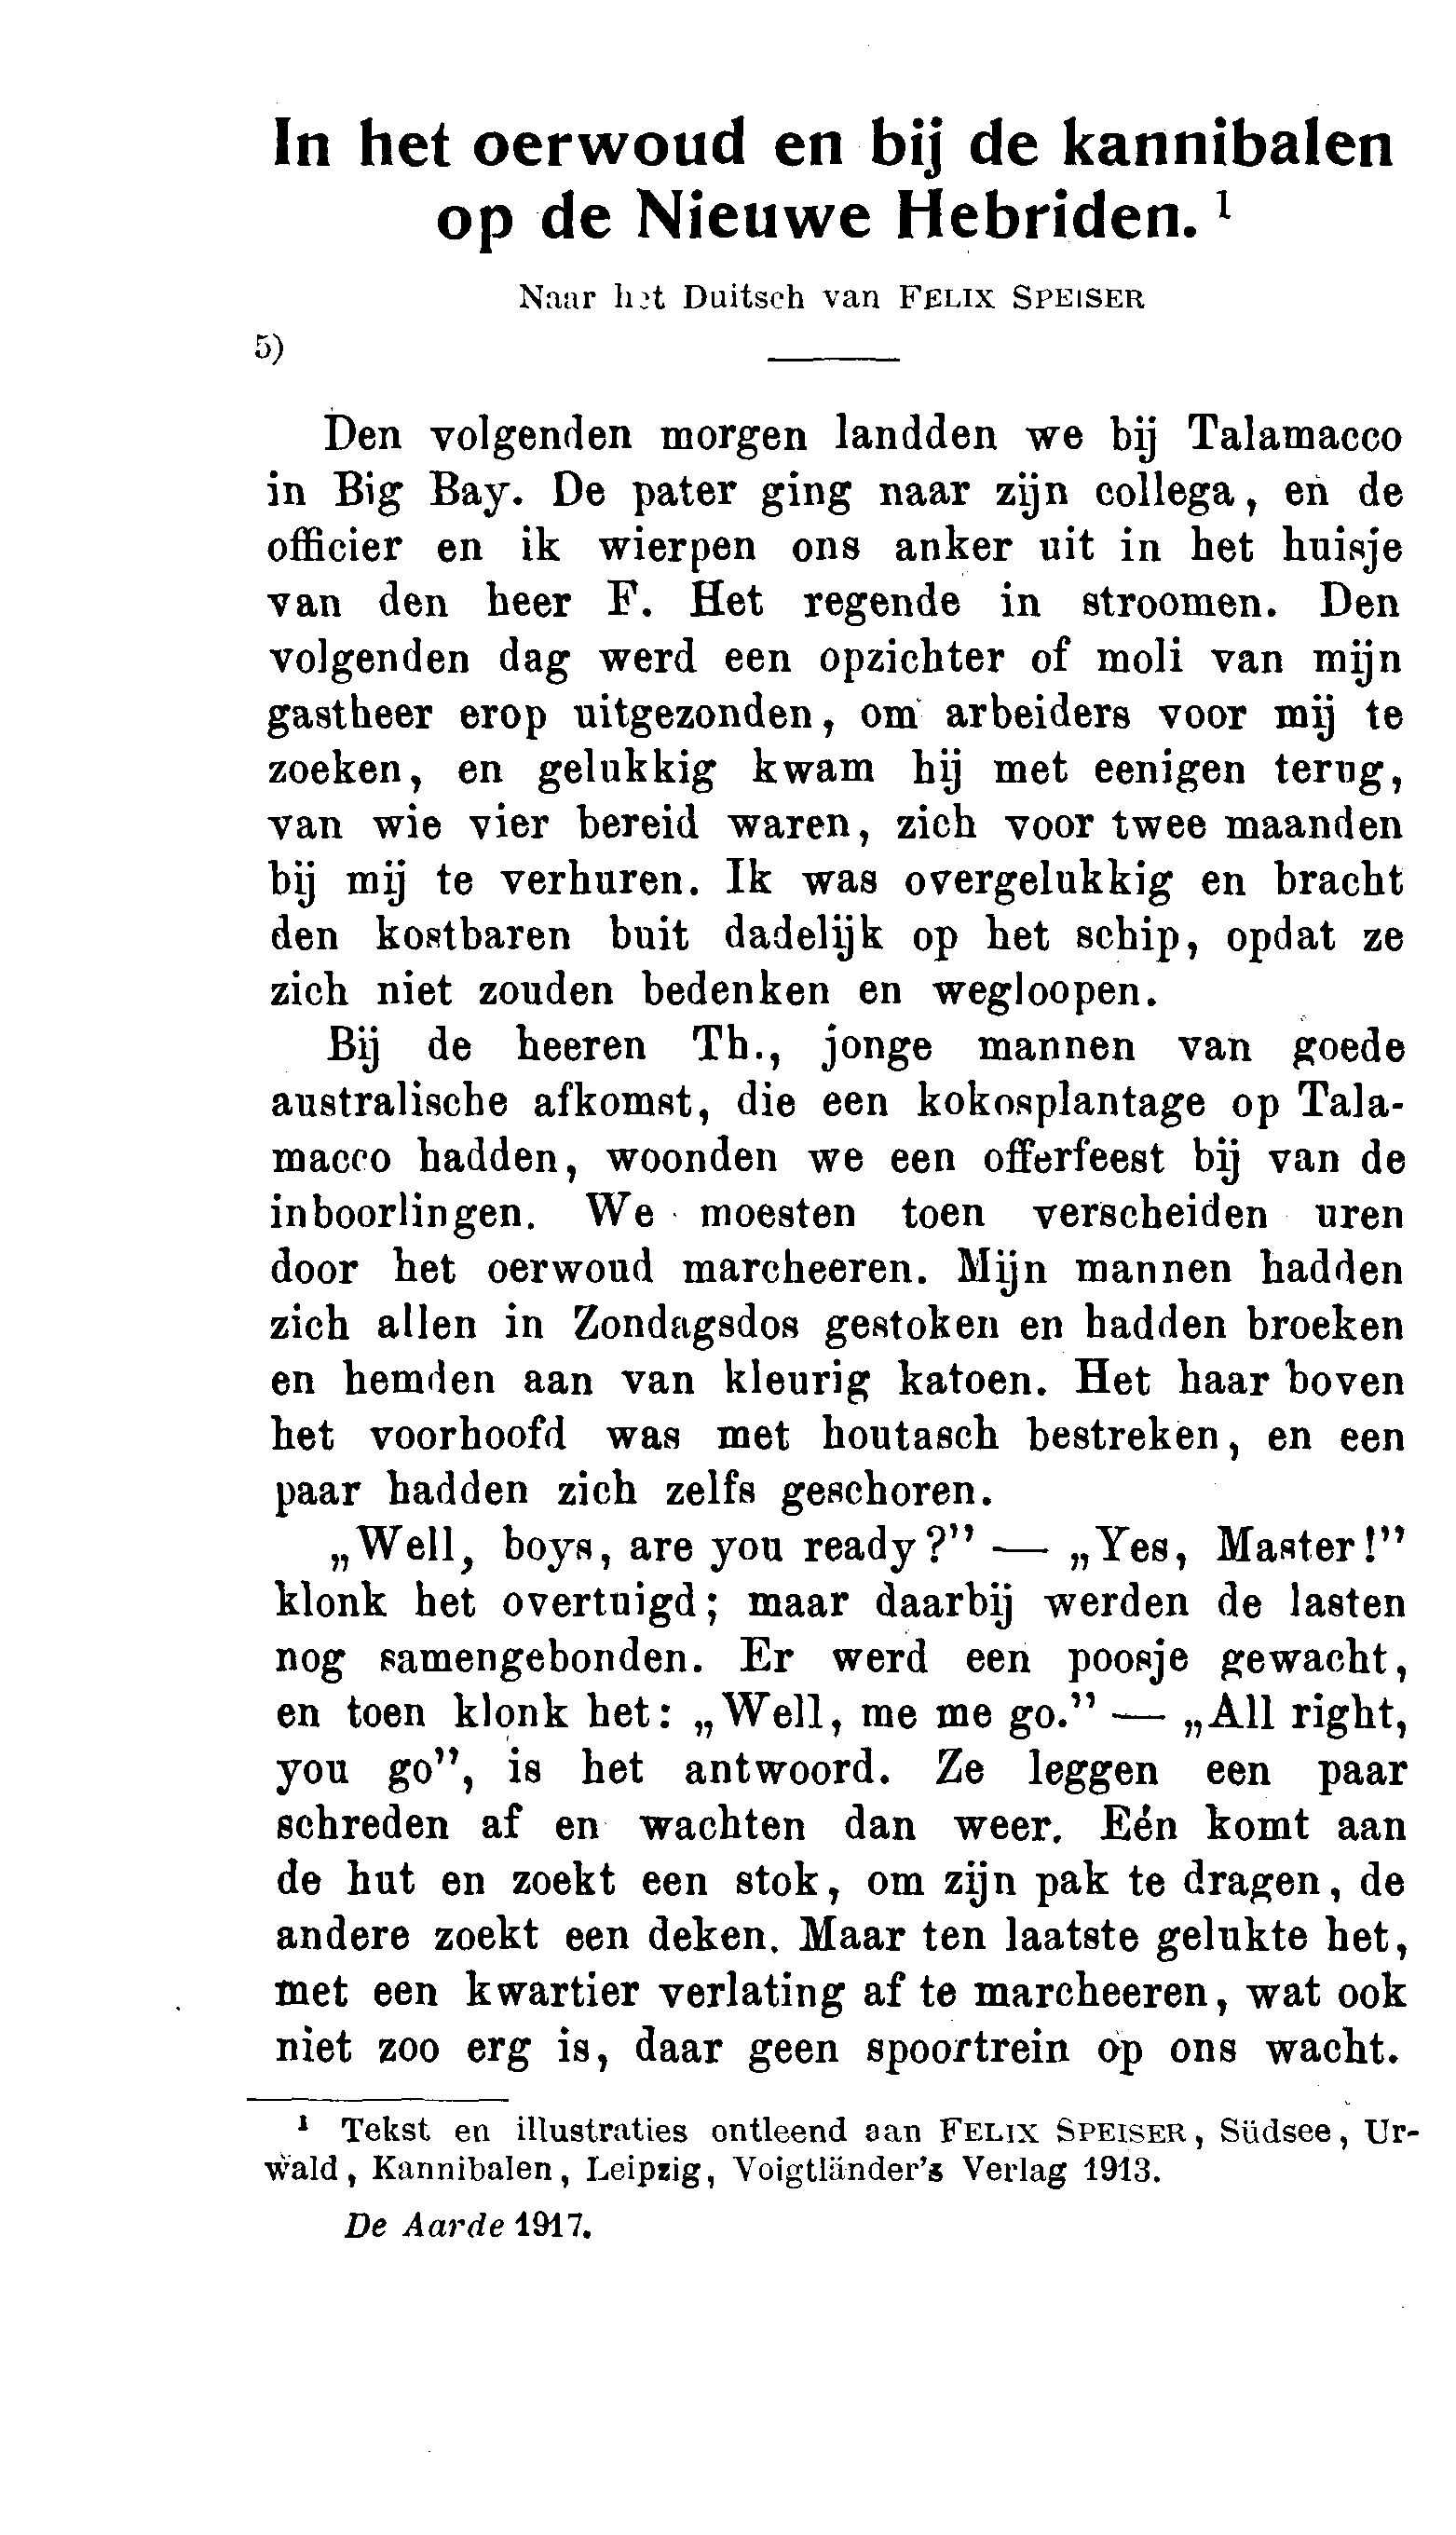 In het oerwoud en bij de kannibalen
op de Nieuwe Hebriden. ¹
Naar het Duitsch van FELIX SPEISER
5)
Den volgenden morgen landden we bij Talamacco
in Big Bay. De pater ging naar zijn collega, en de
officier en ik wierpen ons anker uit in het huisje
van den heer F. Het regende in stroomen. Den
volgenden dag werd een opzichter of moli van mijn
gastheer erop uitgezonden, om arbeiders voor mij te
zoeken, en gelukkig kwam hij met eenigen terug,
van wie vier bereid waren, zich voor twee maanden
bij mij te verhuren. Ik was overgelukkig en bracht
den kostbaren buit dadelijk op het schip, opdat ze
zich niet zouden bedenken en wegloopen.
Bij de heeren Th., jonge mannen van goede
australische afkomst, die een kokosplantage op Tala-
macco hadden, woonden we een offerfeest bij van de
inboorlingen. We moesten toen verscheiden uren
door het oerwoud marcheeren. Mijn mannen hadden
zich allen in Zondagsdos gestoken en hadden broeken
en hemden aan van kleurig katoen. Het haar boven
het voorhoofd was met houtasch bestreken, en een
paar hadden zich zelfs geschoren.
„Well, boys, are you ready?” — „Yes, Master!”
klonk het overtuigd; maar daarbij werden de lasten
nog samengebonden. Er werd een poosje gewacht,
en toen klonk het: „Well, me me go.” — „All right,
you go”, is het antwoord. Ze leggen een paar
schreden af en wachten dan weer. Eén komt aan
de hut en zoekt een stok, om zijn pak te dragen, de
andere zoekt een deken. Maar ten laatste gelukte het,
met een kwartier verlating af te marcheeren, wat ook
niet zoo erg is, daar geen spoortrein op ons wacht.
¹ Tekst en illustraties ontleend aan FELIX SPEISER, Südsee, Ur-
wald, Kannibalen, Leipzig, Voigtländer's Verlag 1913.
De Aarde 1917.